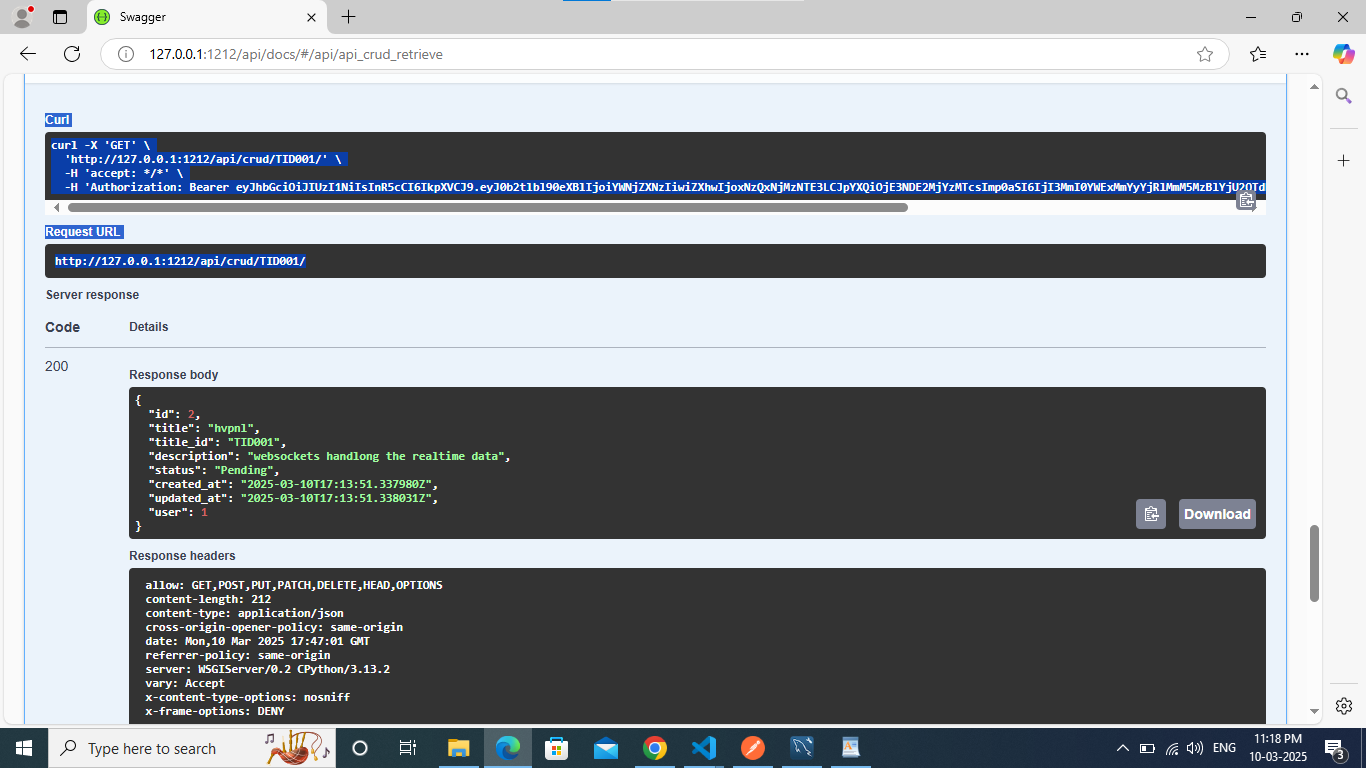 Swagger
127.0.0.1:1212/api/docs/#/api/api_crud_retrieve
Curl
curl -X 'GET' \
'http://127.0.0.1:1212/api/crud/TID001/' \
-H 'accept: */*' \
-H 'Authorization: Bearer
Request URL
http://127.0.0.1:1212/api/crud/TID001/
Server response
Code Details
200
Response body
{
"id": 2,
"title": "hvpnl",
"title_id": "TID001",
"description": "websockets handlong the realtime data",
"status": "Pending",
"created_at": "2025-03-10T17:13:51.337980Z",
"updated_at": "2025-03-10T17:13:51.338031Z",
"user": 1
}
Download
Response headers
allow: GET,POST,PUT,PATCH,DELETE,HEAD,OPTIONS
content-length: 212
content-type: application/json
cross-origin-opener-policy: same-origin
date: Mon,10 Mar 2025 17:47:01 GMT
referrer-policy: same-origin
server: WSGIServer/0.2 CPython/3.13.2
vary: Accept
x-content-type-options: nosniff
x-frame-options: DENY
Type here to search
ENG
11:18 PM
10-03-2025
3